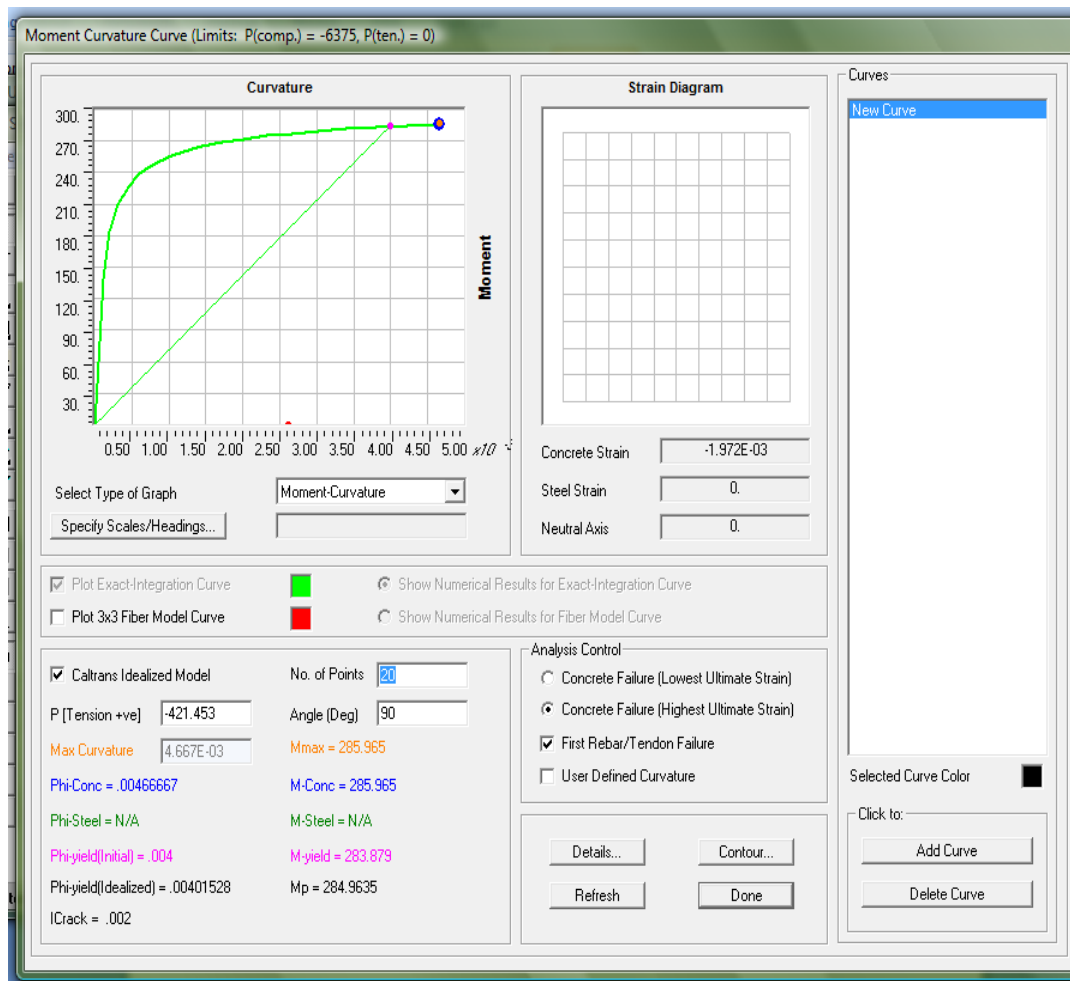 Moment Curvature Curve (Limits: P(comp.) = -6375, P(ten.) = 0)
Curvature
300.
270.
240.
210.
180.
150.
120.
90.
60.
30.
Moment
0.50 1.00 1.50 2.00 2.50 3.00 3.50 4.00 4.50 5.00 x10 -3
Select Type of Graph
Moment-Curvature
Specify Scales/Headings...
Strain Diagram
Concrete Strain
-1.972E-03
Steel Strain
0.
Neutral Axis
0.
Curves
New Curve
Plot Exact-Integration Curve
Show Numerical Results for Exact-Integration Curve
Plot 3x3 Fiber Model Curve
Show Numerical Results for Fiber Model Curve
Caltrans Idealized Model
No. of Points
20
P [Tension +ve]
-421.453
Angle (Deg)
90
Max Curvature
4.667E-03
Mmax = 285.965
Phi-Conc = .00466667
M-Conc = 285.965
Phi-Steel = N/A
M-Steel = N/A
Phi-yield(Initial) = .004
M-yield = 283.879
Phi-yield(Idealized) = .00401528
Mp = 284.9635
ICrack = .002
Analysis Control
Concrete Failure (Lowest Ultimate Strain)
Concrete Failure (Highest Ultimate Strain)
First Rebar/Tendon Failure
User Defined Curvature
Details...
Contour...
Refresh
Done
Selected Curve Color
Click to:
Add Curve
Delete Curve